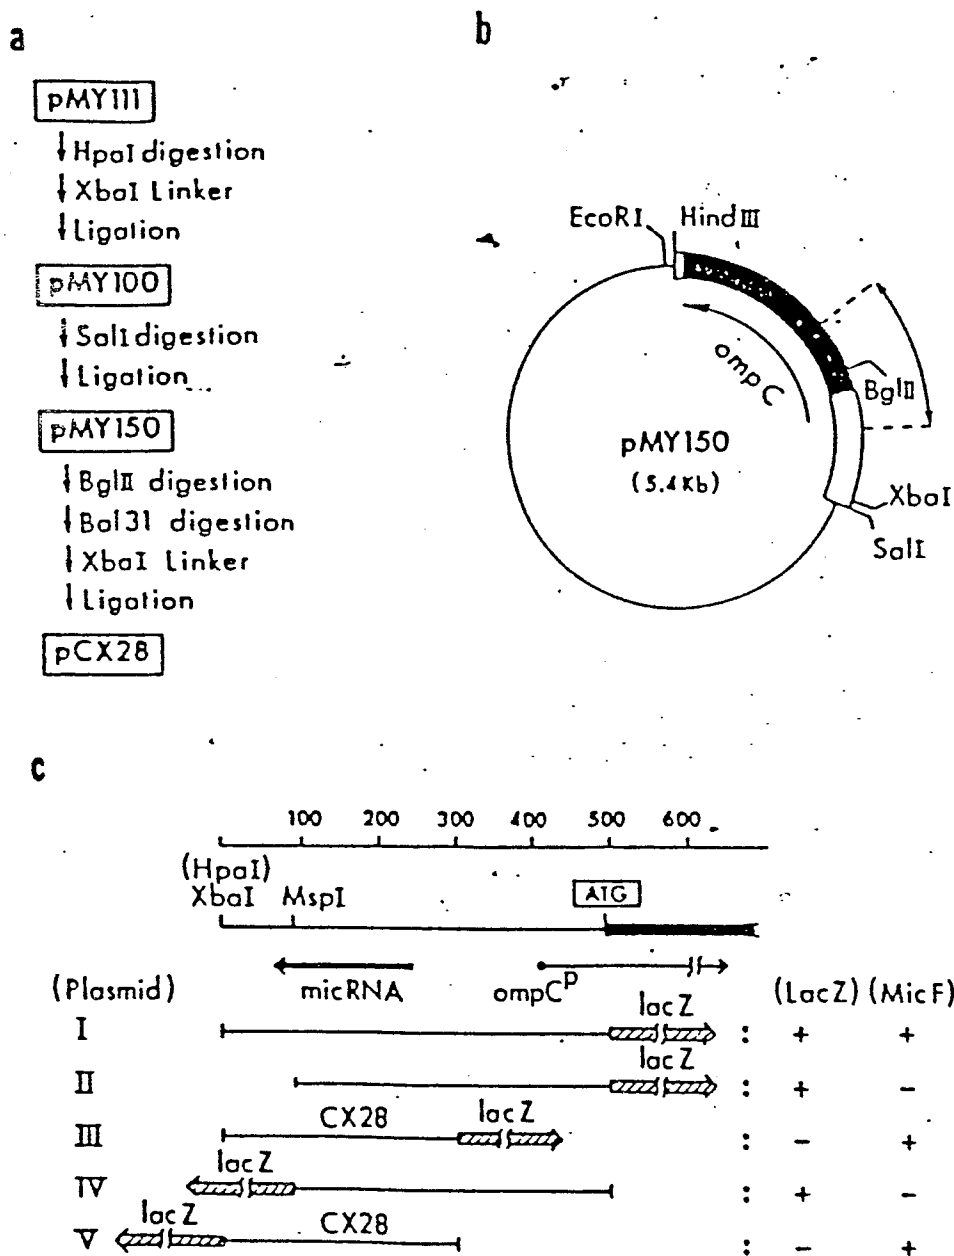 a
pMY111
HpaI digestion
XbaI Linker
Ligation
pMY100
SalI digestion
Ligation
pMY150
BglII digestion
Bal31 digestion
XbaI Linker
Ligation
pCX28
b
EcoRI HindIII
ompC
BglII
pMY150
(5.4Kb)
XbaI
SalI
c
100 200 300 400 500 600
(HpaI)
XbaI MspI ATG
micRNA ompCP
(Plasmid) (LacZ) (MicF)
lacZ
I : + +
lacZ
II : + -
CX28 lacZ
III : - +
lacZ
IV : + -
lacZ CX28
V : - +